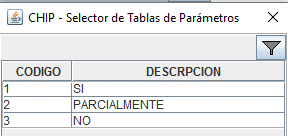 CHIP - Selector de Tablas de Parámetros
CODIGO DESCRPCION
1 SI
2 PARCIALMENTE
3 NO